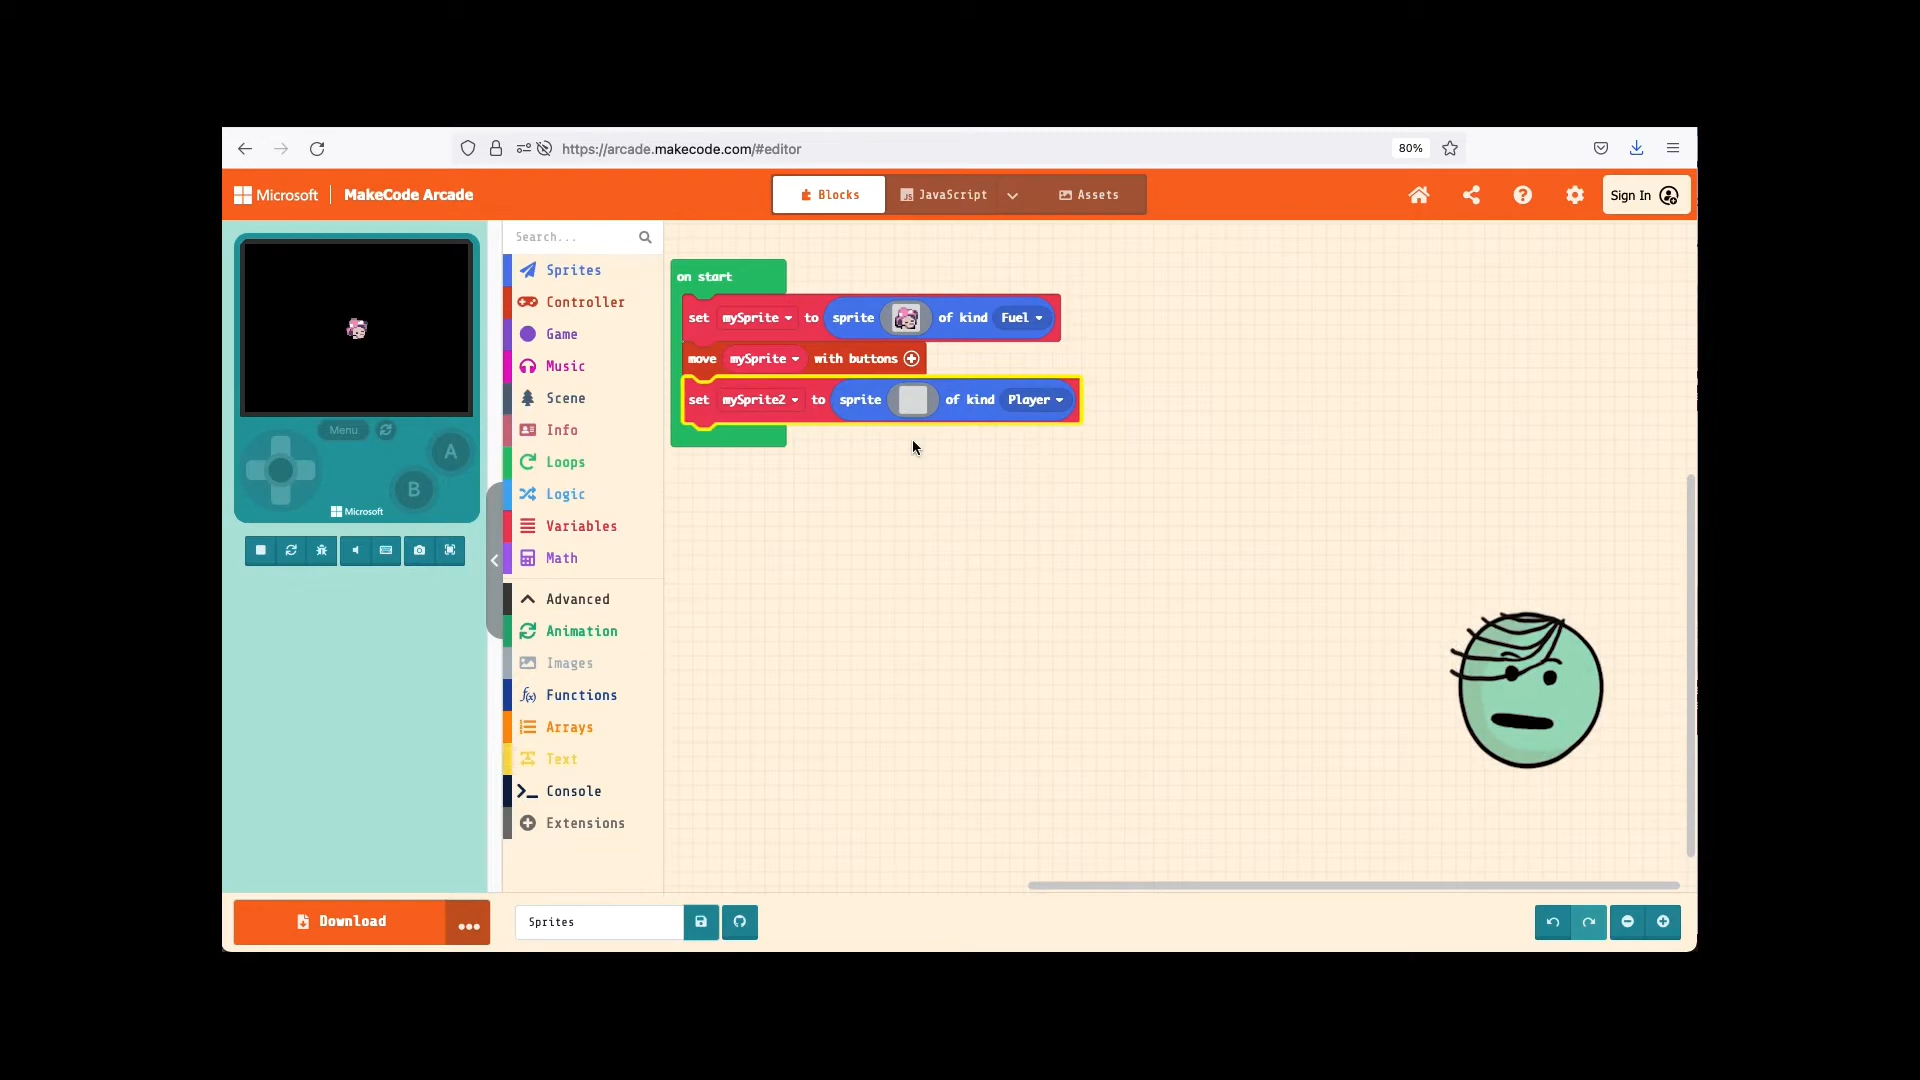 https://arcade.makecode.com/#editor
80%
Microsoft
MakeCode Arcade
Blocks
JavaScript
Assets
Sign In
Search...
Sprites
Controller
Game
Music
Scene
Info
Loops
Logic
Variables
Math
Advanced
Animation
Images
Functions
Arrays
Text
Console
Extensions
Menu
A
B
Microsoft
on start
set mySprite to sprite of kind Fuel
move mySprite with buttons
set mySprite2 to sprite of kind Player
Download
Sprites